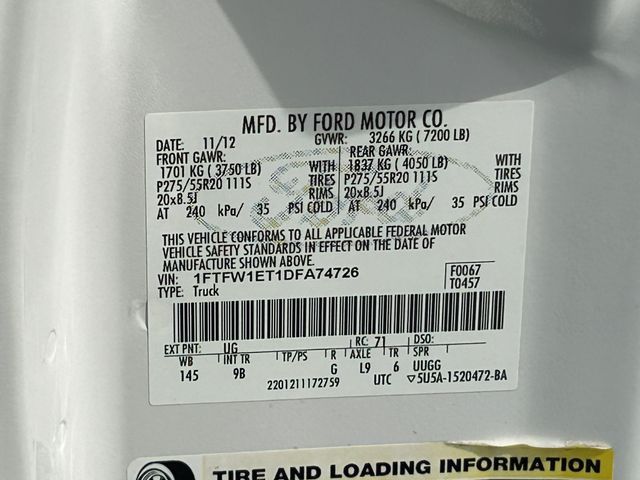 MFD. BY FORD MOTOR CO.
DATE: 11/12 GVWR: 3266 KG ( 7200 LB)
FRONT GAWR: REAR GAWR:
1701 KG ( 3750 LB) WITH 1837 KG ( 4050 LB) WITH
P275/55R20 111S TIRES P275/55R20 111S TIRES
20x8.5J RIMS 20x8.5J RIMS
AT 240 kPa/ 35 PSI COLD AT 240 kPa/ 35 PSI COLD
THIS VEHICLE CONFORMS TO ALL APPLICABLE FEDERAL MOTOR
VEHICLE SAFETY STANDARDS IN EFFECT ON THE DATE OF
MANUFACTURE SHOWN ABOVE.
VIN: 1FTFW1ET1DFA74726 F0067
TYPE: Truck T0457
EXT PNT: UG RC: 71 DSO:
WB INT TR TP/PS R AXLE TR SPR
145 9B G L9 6 UUGG
2201211172759 UTC ▽5U5A-1520472-BA
TIRE AND LOADING INFORMATION